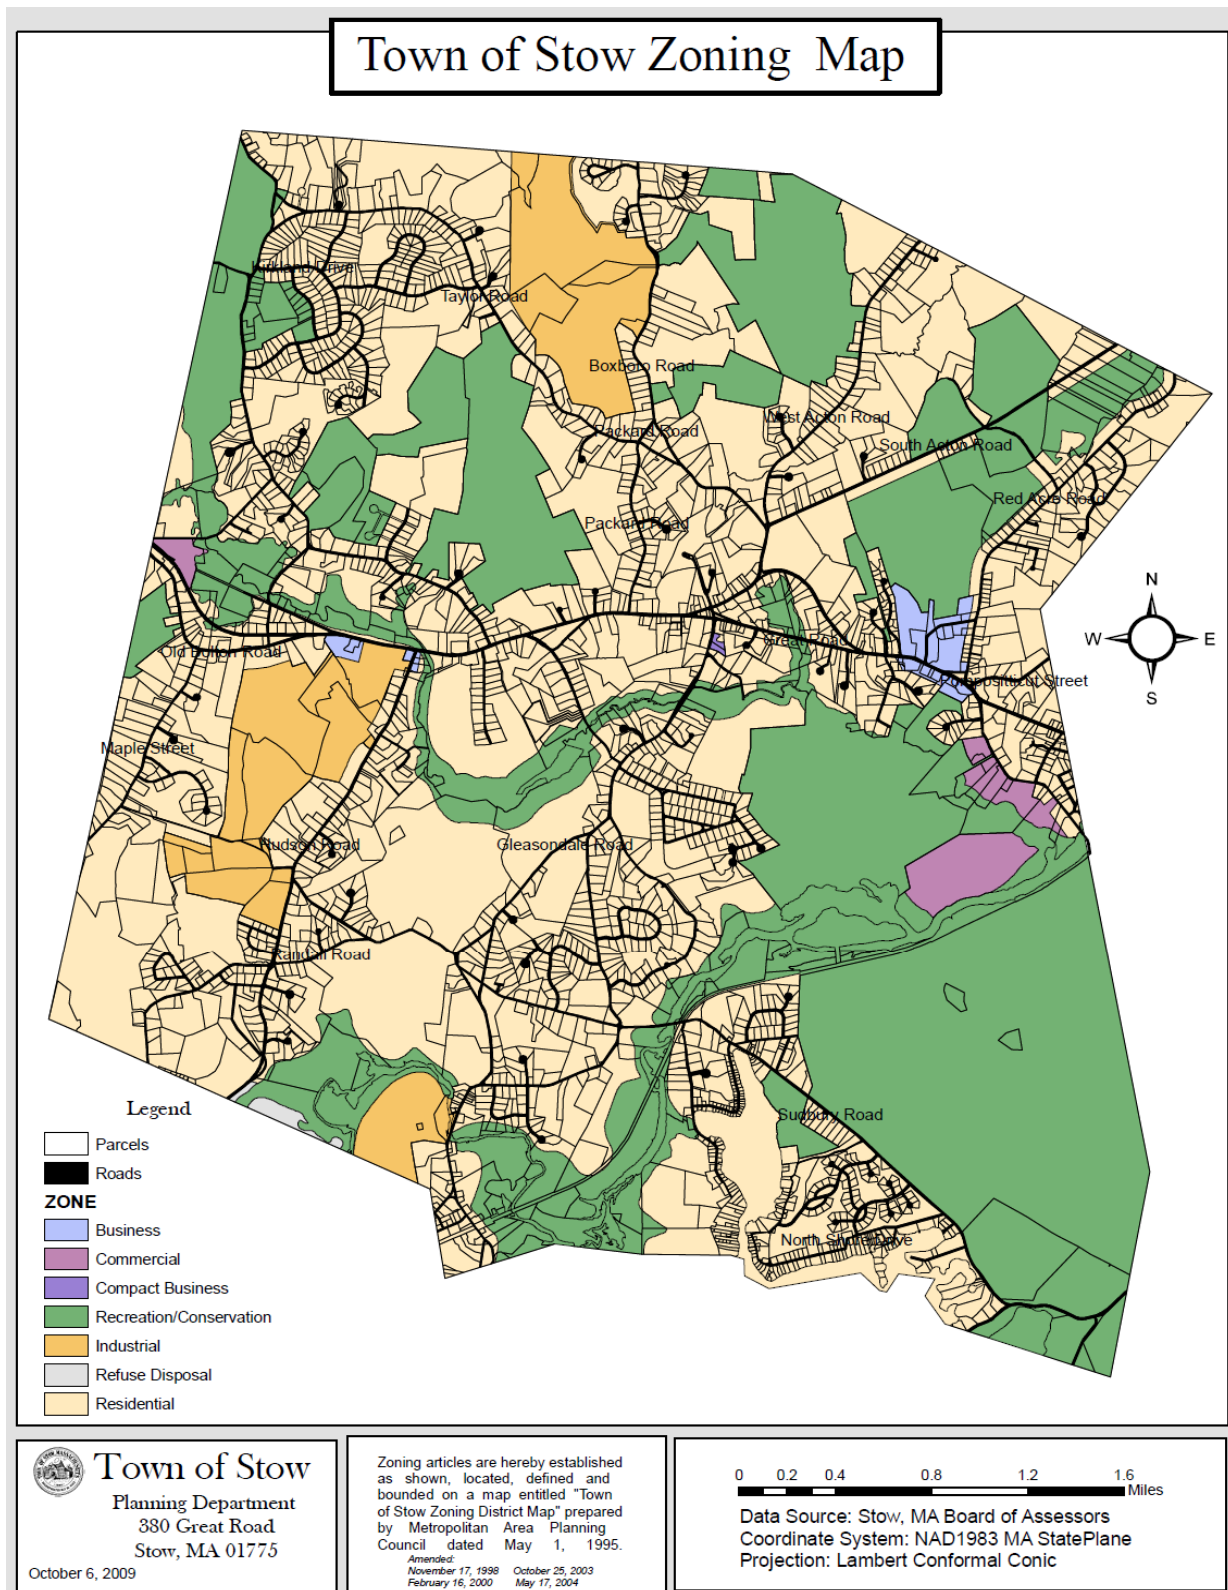 Town of Stow Zoning Map
Kirkland Drive
Taylor Road
Boxboro Road
West Acton Road
Packard Road
South Acton Road
Red Acre Road
Packard Road
N
W E
S
Great Road
Old Bolton Road
Pompositticut Street
Maple Street
Hudson Road
Gleasondale Road
Randall Road
Sudbury Road
North Shore Drive
Legend
Parcels
Roads
ZONE
Business
Commercial
Compact Business
Recreation/Conservation
Industrial
Refuse Disposal
Residential
Town of Stow
Planning Department
380 Great Road
Stow, MA 01775
October 6, 2009
Zoning articles are hereby established
as shown, located, defined and
bounded on a map entitled "Town
of Stow Zoning District Map" prepared
by Metropolitan Area Planning
Council dated May 1, 1995.
Amended:
November 17, 1998 October 25, 2003
February 16, 2000 May 17, 2004
0 0.2 0.4 0.8 1.2 1.6
Miles
Data Source: Stow, MA Board of Assessors
Coordinate System: NAD1983 MA StatePlane
Projection: Lambert Conformal Conic